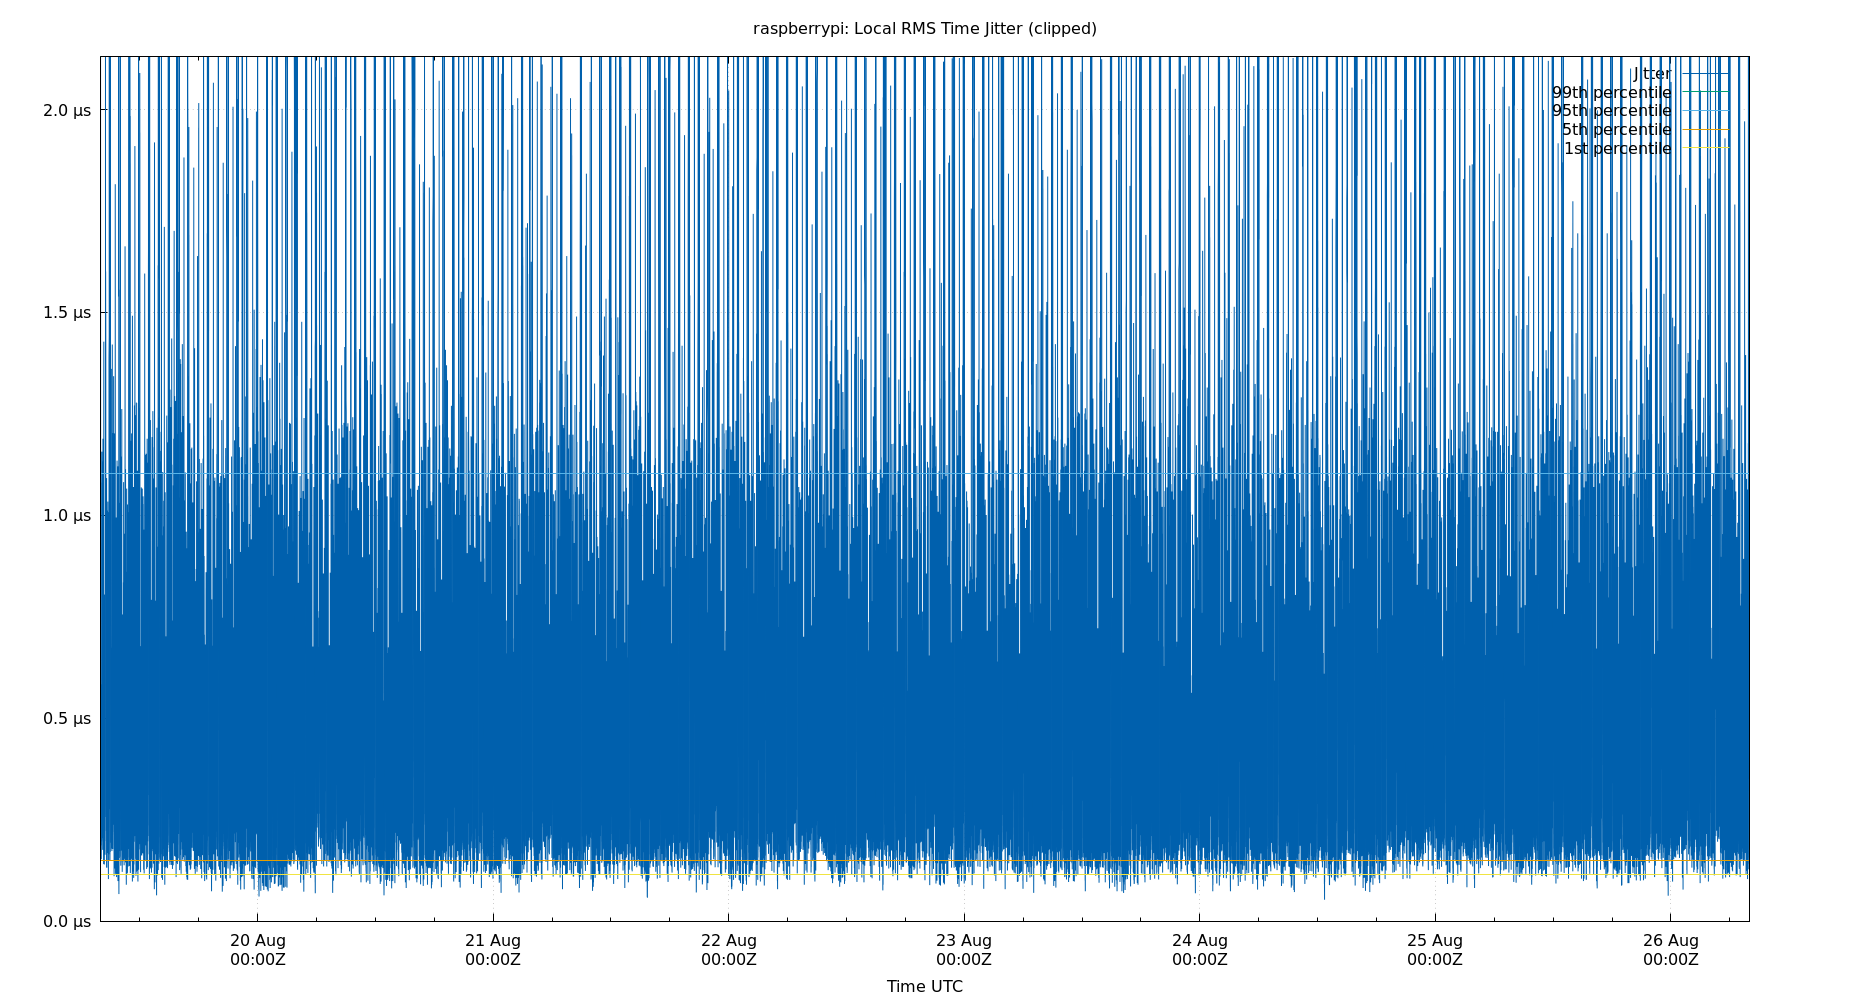 raspberrypi: Local RMS Time Jitter (clipped)
Jitter
99th percentile
95th percentile
5th percentile
1st percentile
2.0 μs
1.5 μs
1.0 μs
0.5 μs
0.0 μs
20 Aug
00:00Z
21 Aug
00:00Z
22 Aug
00:00Z
23 Aug
00:00Z
24 Aug
00:00Z
25 Aug
00:00Z
26 Aug
00:00Z
Time UTC